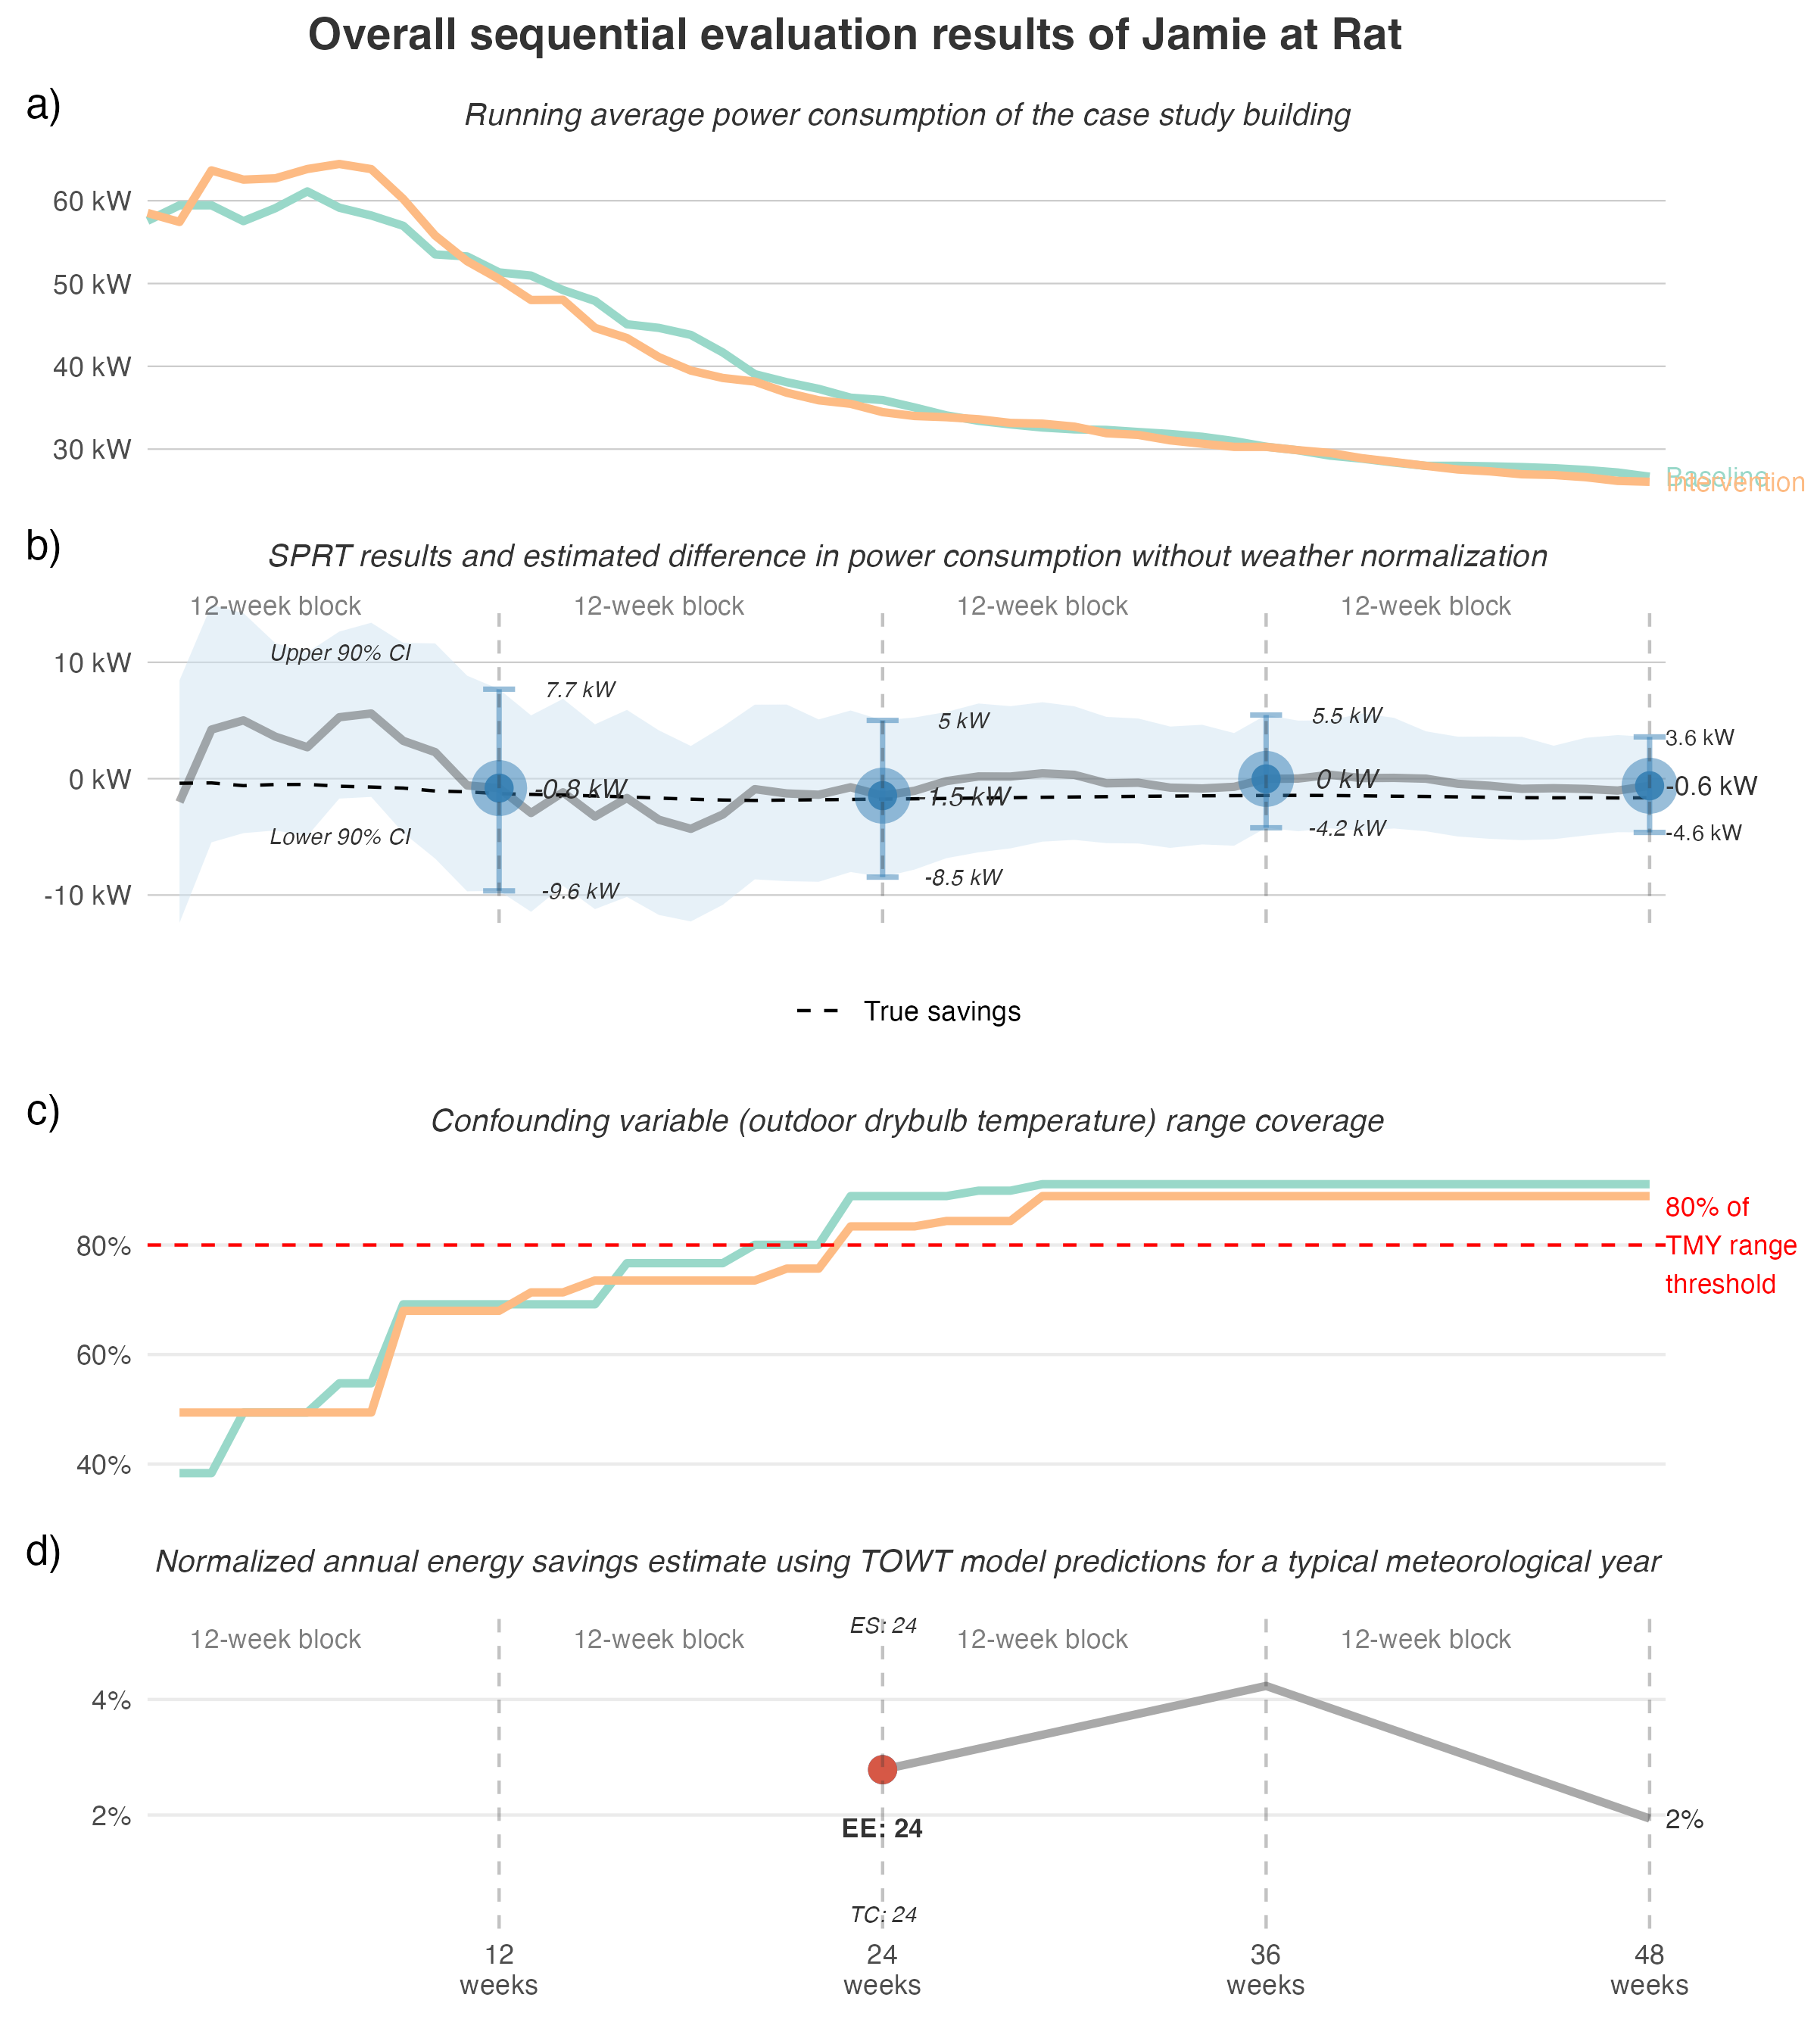 Overall sequential evaluation results of Jamie at Rat
a)
Running average power consumption of the case study building
60 kW
50 kW
40 kW
30 kW
Baseline
Intervention
b)
SPRT results and estimated difference in power consumption without weather normalization
12-week block 12-week block 12-week block 12-week block
Upper 90% CI
10 kW
7.7 kW
5 kW
5.5 kW
3.6 kW
0 kW
-0.8 kW
-1.5 kW
0 kW
-0.6 kW
Lower 90% CI
-4.2 kW
-4.6 kW
-8.5 kW
-9.6 kW
-10 kW
True savings
c)
Confounding variable (outdoor drybulb temperature) range coverage
80%
60%
40%
80% of
TMY range
threshold
d)
Normalized annual energy savings estimate using TOWT model predictions for a typical meteorological year
ES: 24
12-week block 12-week block 12-week block 12-week block
4%
2%
2%
EE: 24
TC: 24
12
weeks
24
weeks
36
weeks
48
weeks